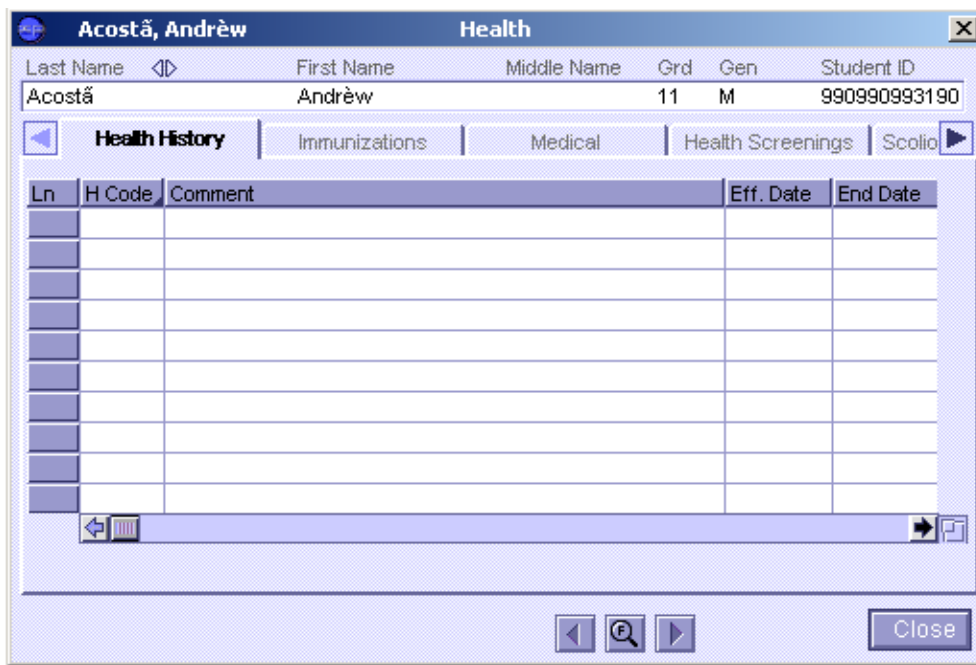 Acostã, Andrèw Health
Last Name First Name Middle Name Grd Gen Student ID
Acostã Andrèw 11 M 990990993190
Health History Immunizations Medical Health Screenings Scolio
Ln H Code Comment Eff. Date End Date
Close